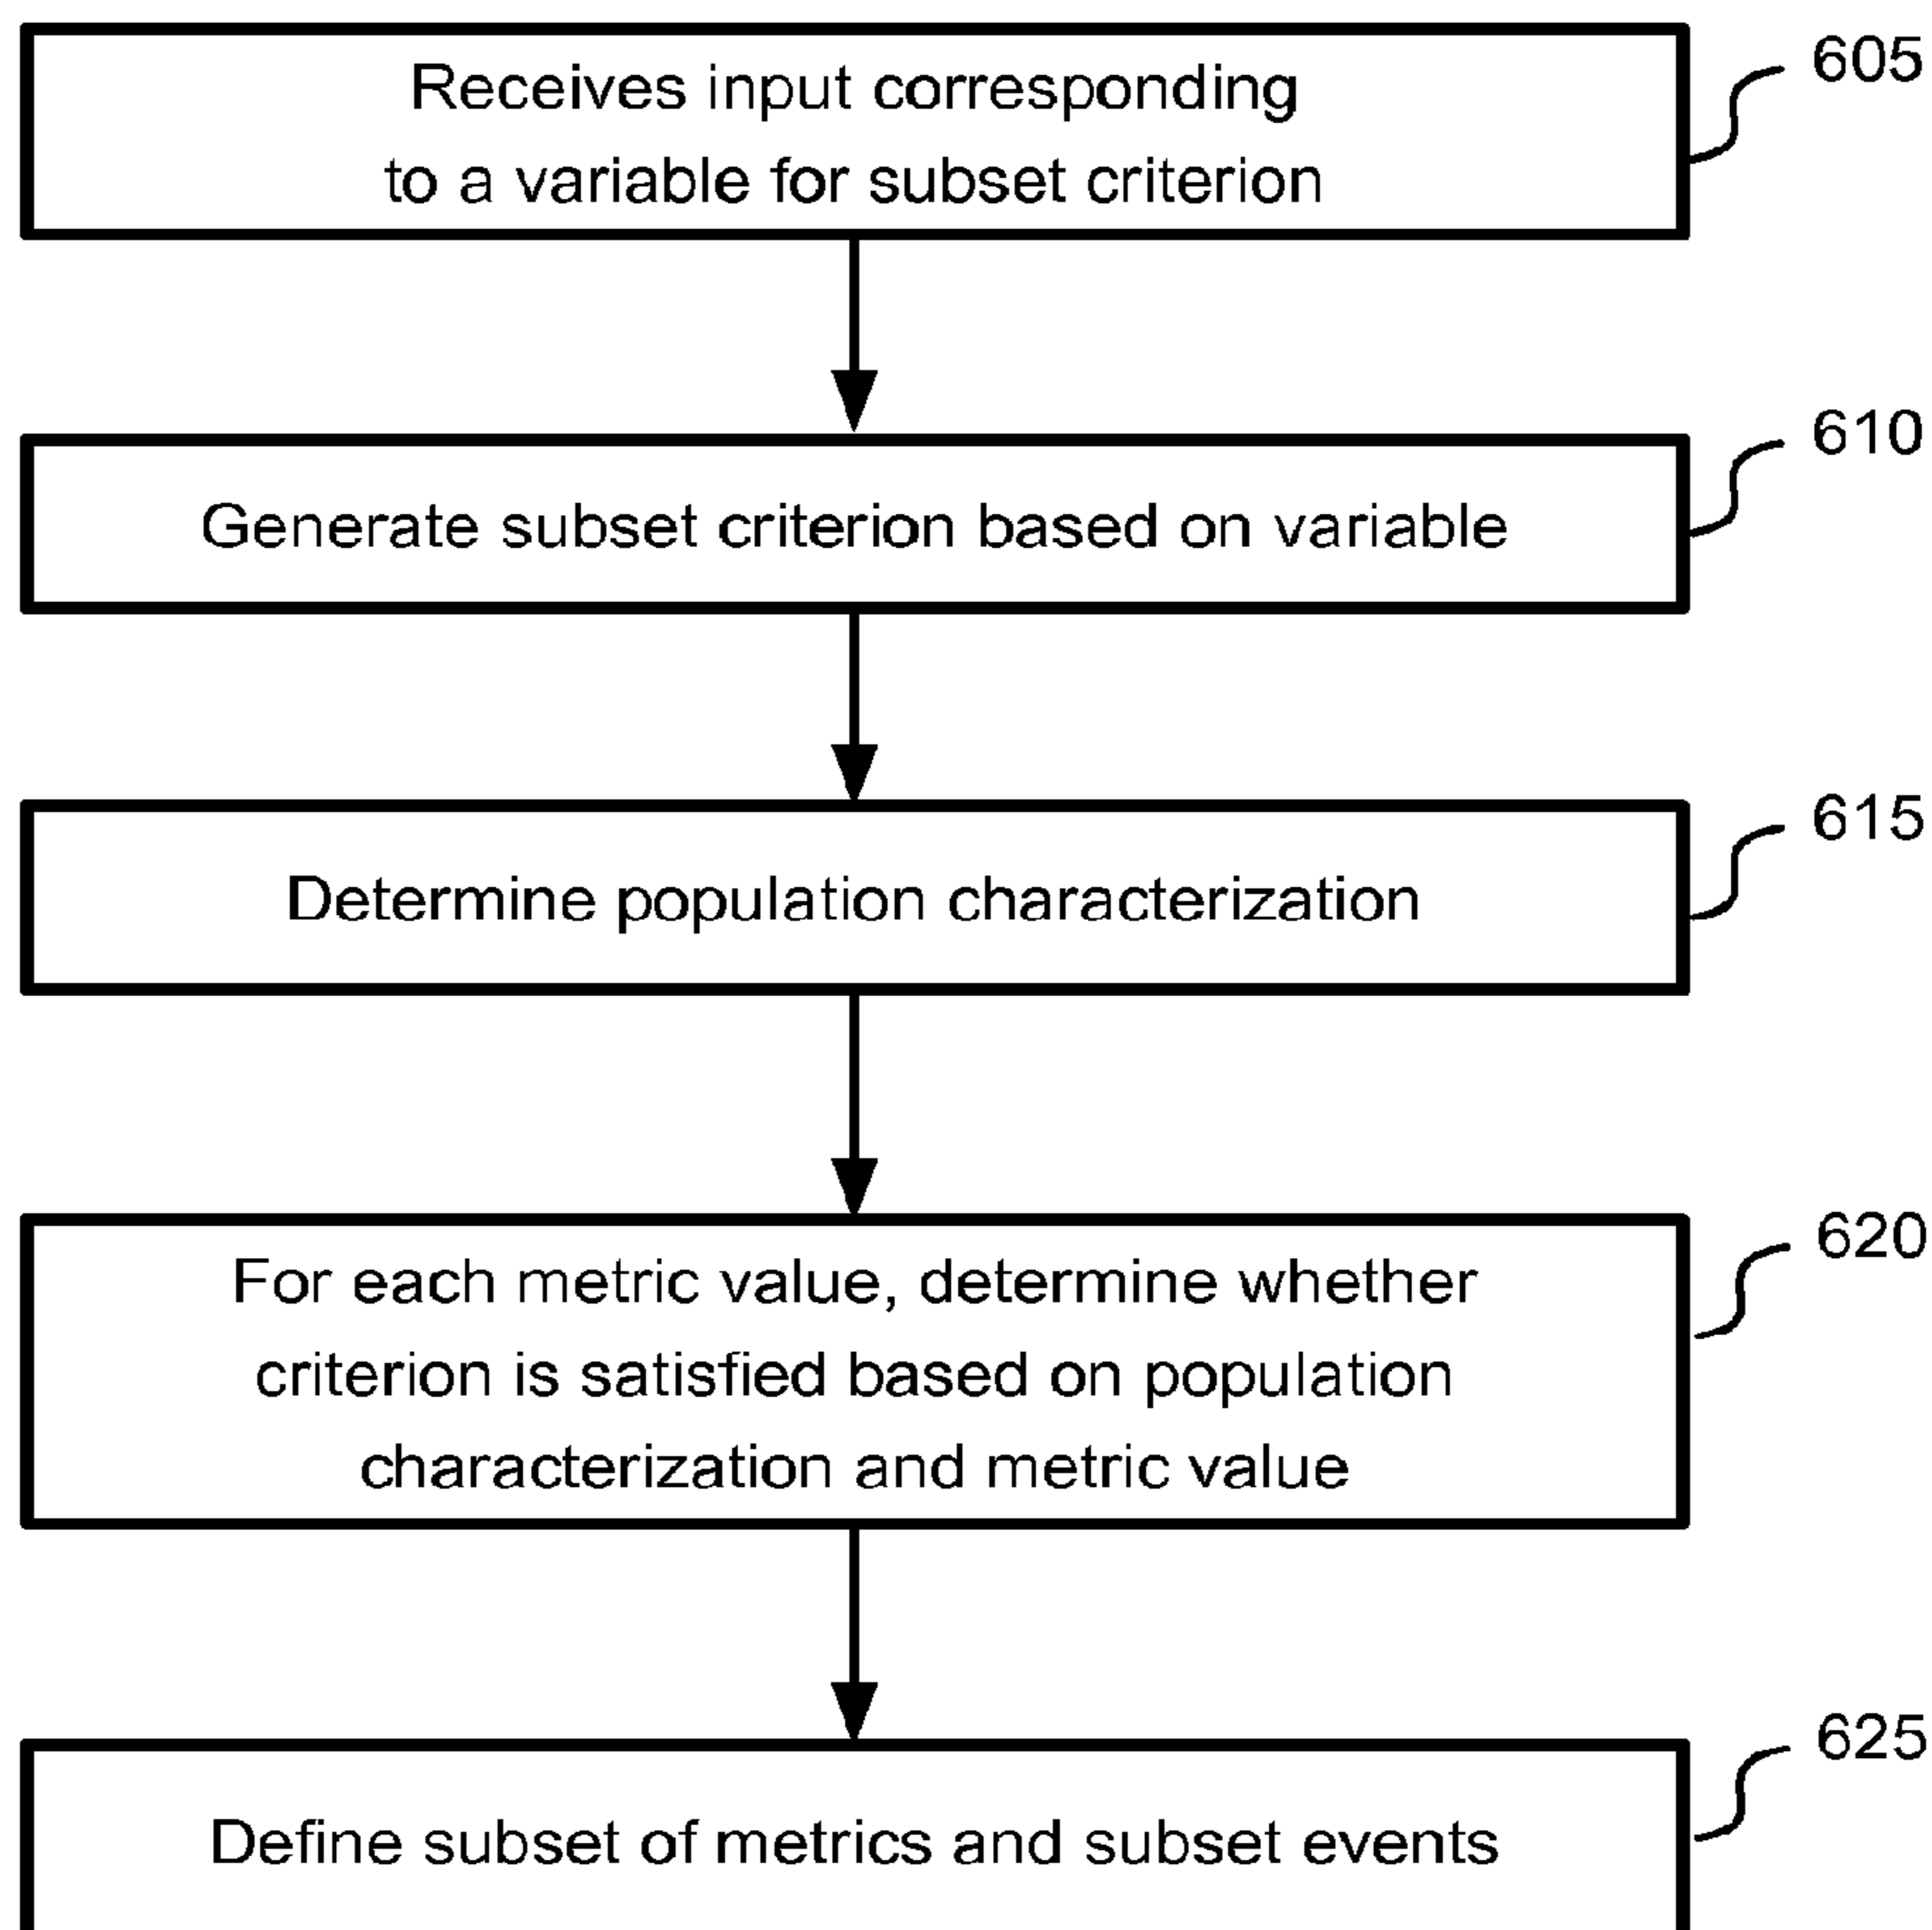 Receives input corresponding
to a variable for subset criterion
605
Generate subset criterion based on variable
610
Determine population characterization
615
For each metric value, determine whether
criterion is satisfied based on population
characterization and metric value
620
Define subset of metrics and subset events
625